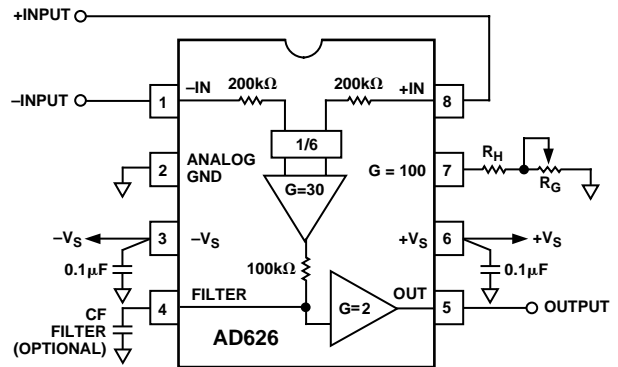 +INPUT
–INPUT
1
–IN
200kΩ
200kΩ
+IN
8
1/6
2
ANALOG
GND
G=30
G = 100
7
R_H
R_G
–V_S
3
–V_S
+V_S
6
+V_S
0.1µF
100kΩ
0.1µF
CF
FILTER
(OPTIONAL)
4
FILTER
G=2
OUT
5
OUTPUT
AD626